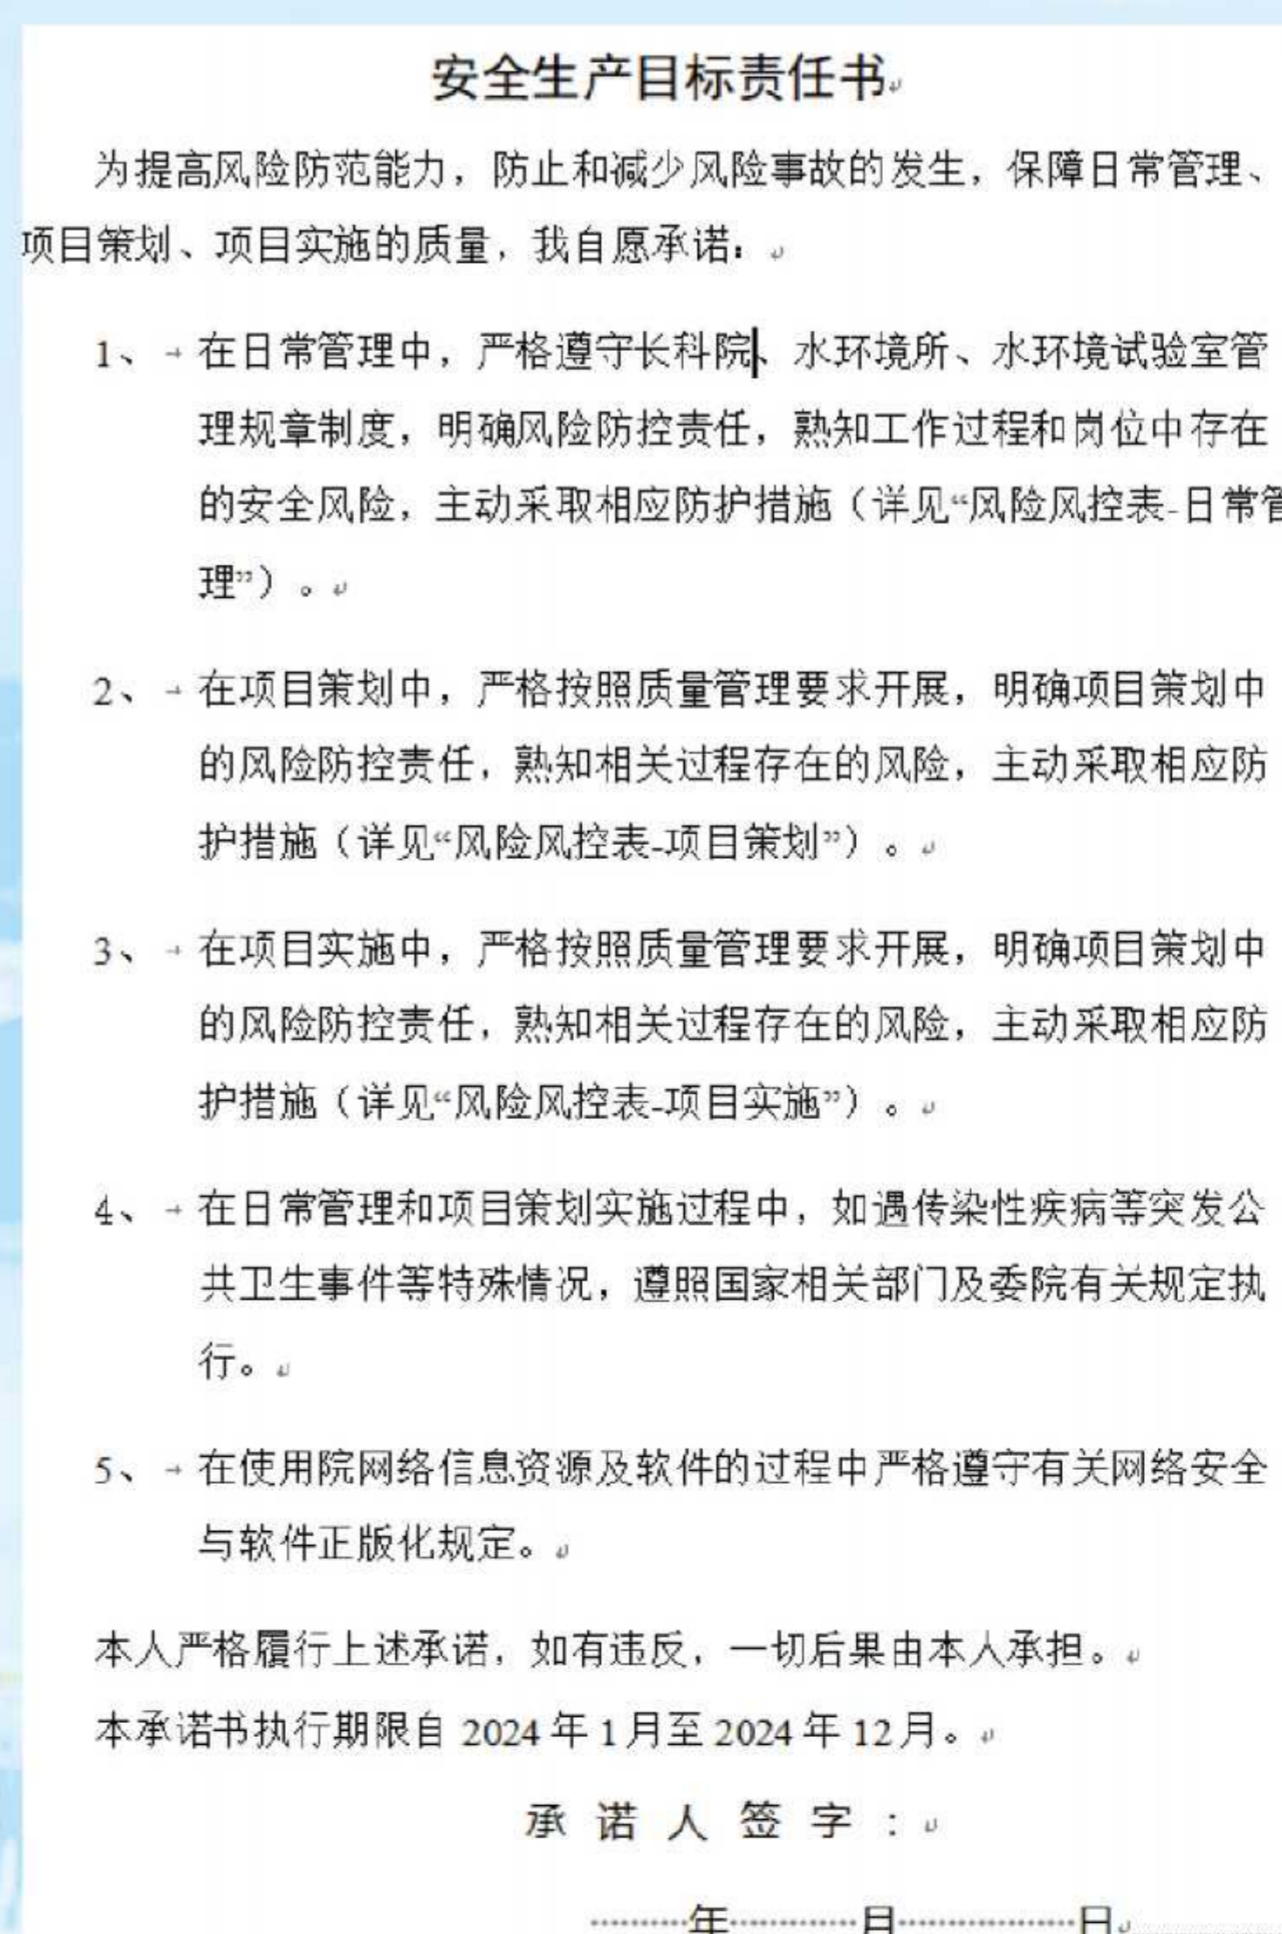 安全生产目标责任书
为提高风险防范能力，防止和减少风险事故的发生，保障日常管理、
项目策划、项目实施的质量，我自愿承诺：
1、在日常管理中，严格遵守长科院、水环境所、水环境试验室管
理规章制度，明确风险防控责任，熟知工作过程和岗位中存在
的安全风险，主动采取相应防护措施（详见“风险风控表-日常管
理”）。
2、在项目策划中，严格按照质量管理要求开展，明确项目策划中
的风险防控责任，熟知相关过程存在的风险，主动采取相应防
护措施（详见“风险风控表-项目策划”）。
3、在项目实施中，严格按照质量管理要求开展，明确项目策划中
的风险防控责任，熟知相关过程存在的风险，主动采取相应防
护措施（详见“风险风控表-项目实施”）。
4、在日常管理和项目策划实施过程中，如遇传染性疾病等突发公
共卫生事件等特殊情况，遵照国家相关部门及委院有关规定执
行。
5、在使用院网络信息资源及软件的过程中严格遵守有关网络安全
与软件正版化规定。
本人严格履行上述承诺，如有违反，一切后果由本人承担。
本承诺书执行期限自 2024 年 1 月至 2024 年 12 月。
承 诺 人 签 字 ：
年 月 日